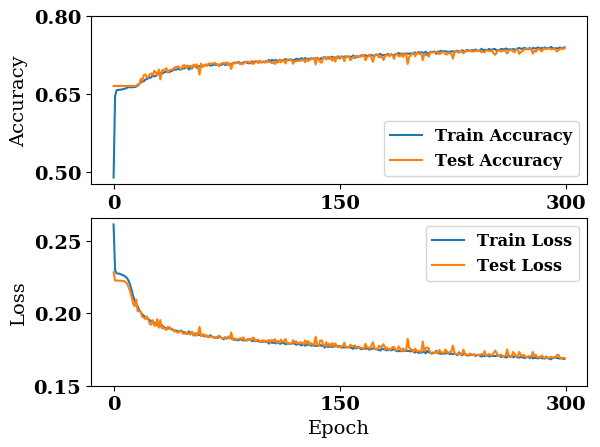 0.80
0.65
0.50
Accuracy
Train Accuracy
Test Accuracy
0 150 300
0.25
0.20
0.15
Loss
Train Loss
Test Loss
0 150 300
Epoch